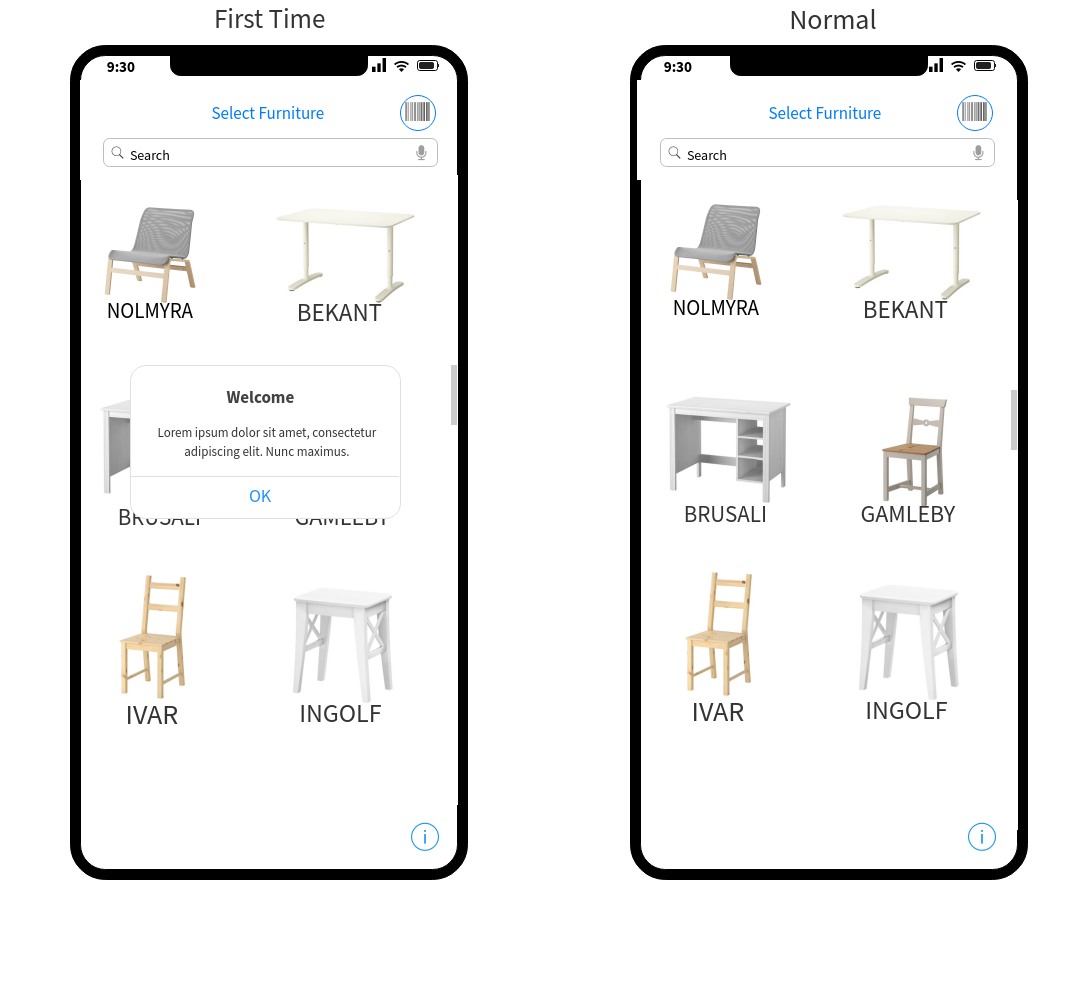 First Time
9:30
Select Furniture
Search
NOLMYRA
BEKANT
Welcome
Lorem ipsum dolor sit amet, consectetur
adipiscing elit. Nunc maximus.
OK
BRUSALI
GAMLEBY
IVAR
INGOLF
Normal
9:30
Select Furniture
Search
NOLMYRA
BEKANT
BRUSALI
GAMLEBY
IVAR
INGOLF